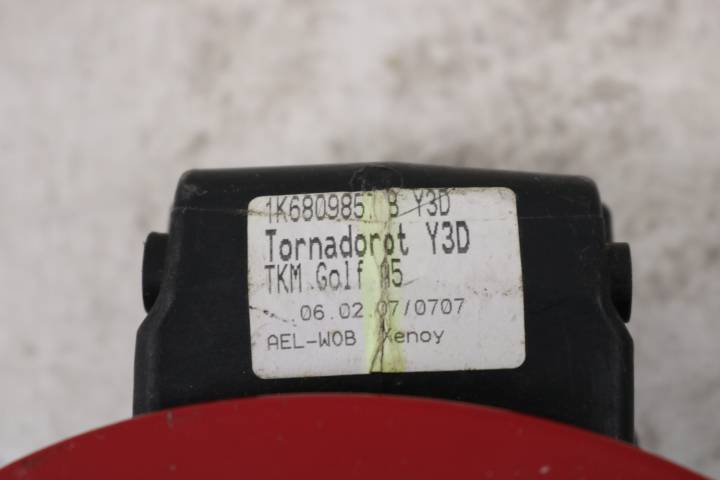 1K6809857 B Y3D
Tornadorot Y3D
TKM Golf A5
06.02.07/0707
AEL-WOB Xenoy